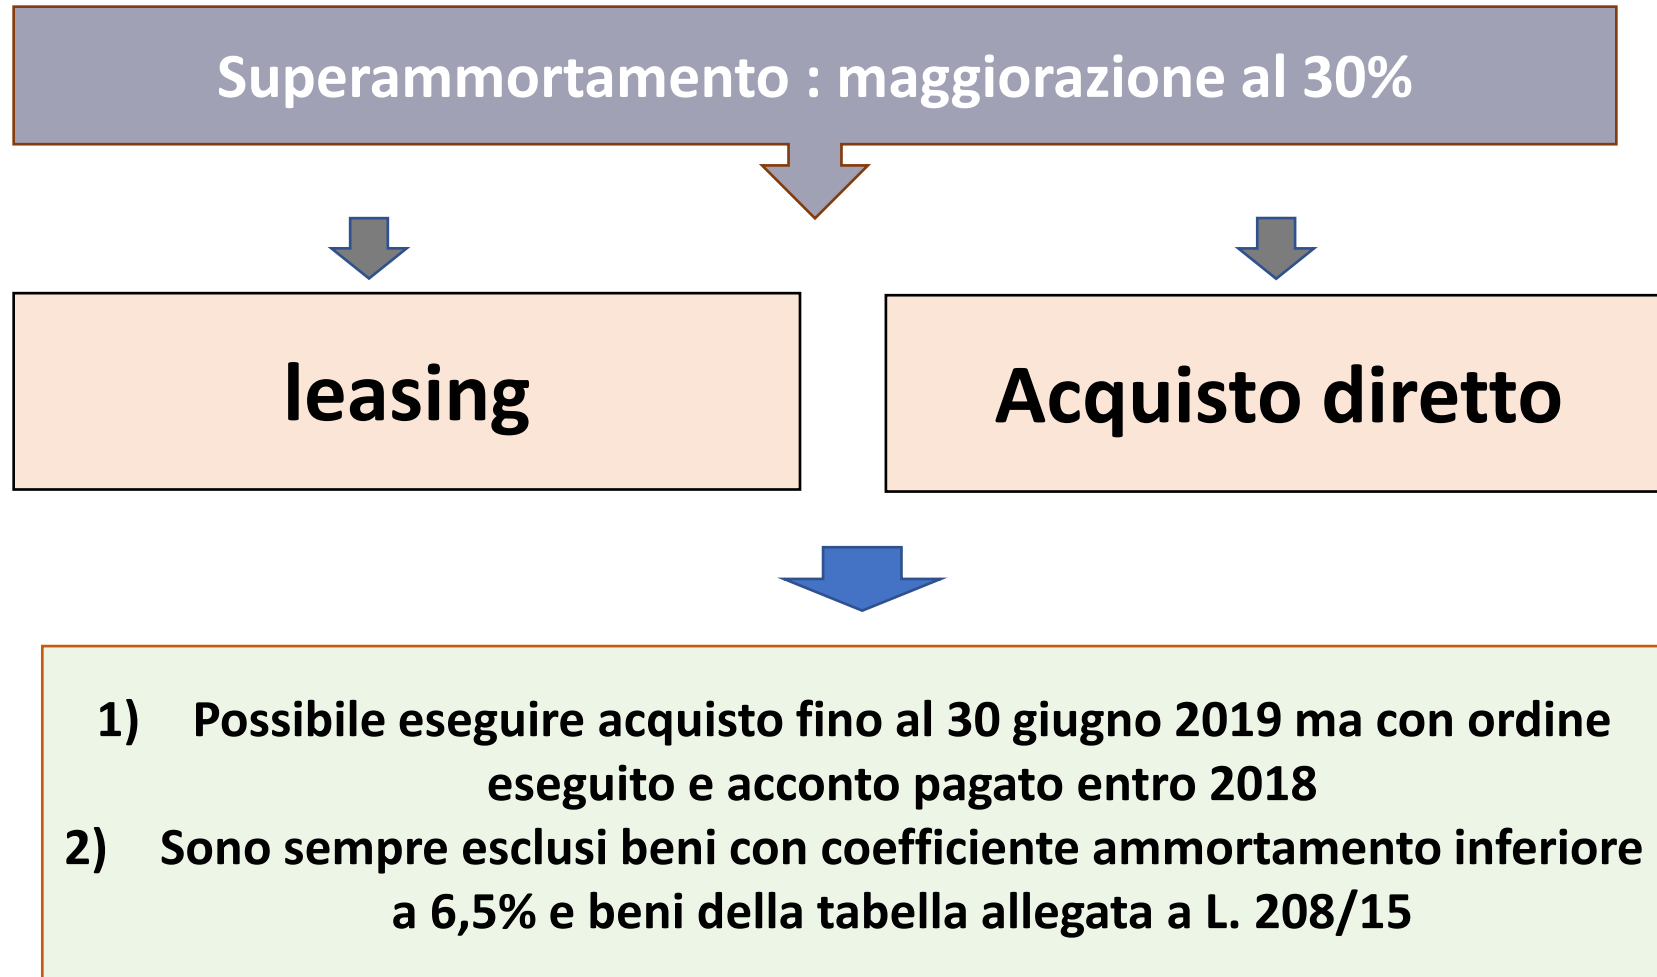 Superammortamento : maggiorazione al 30%
leasing
Acquisto diretto
1) Possibile eseguire acquisto fino al 30 giugno 2019 ma con ordine
eseguito e acconto pagato entro 2018
2) Sono sempre esclusi beni con coefficiente ammortamento inferiore
a 6,5% e beni della tabella allegata a L. 208/15